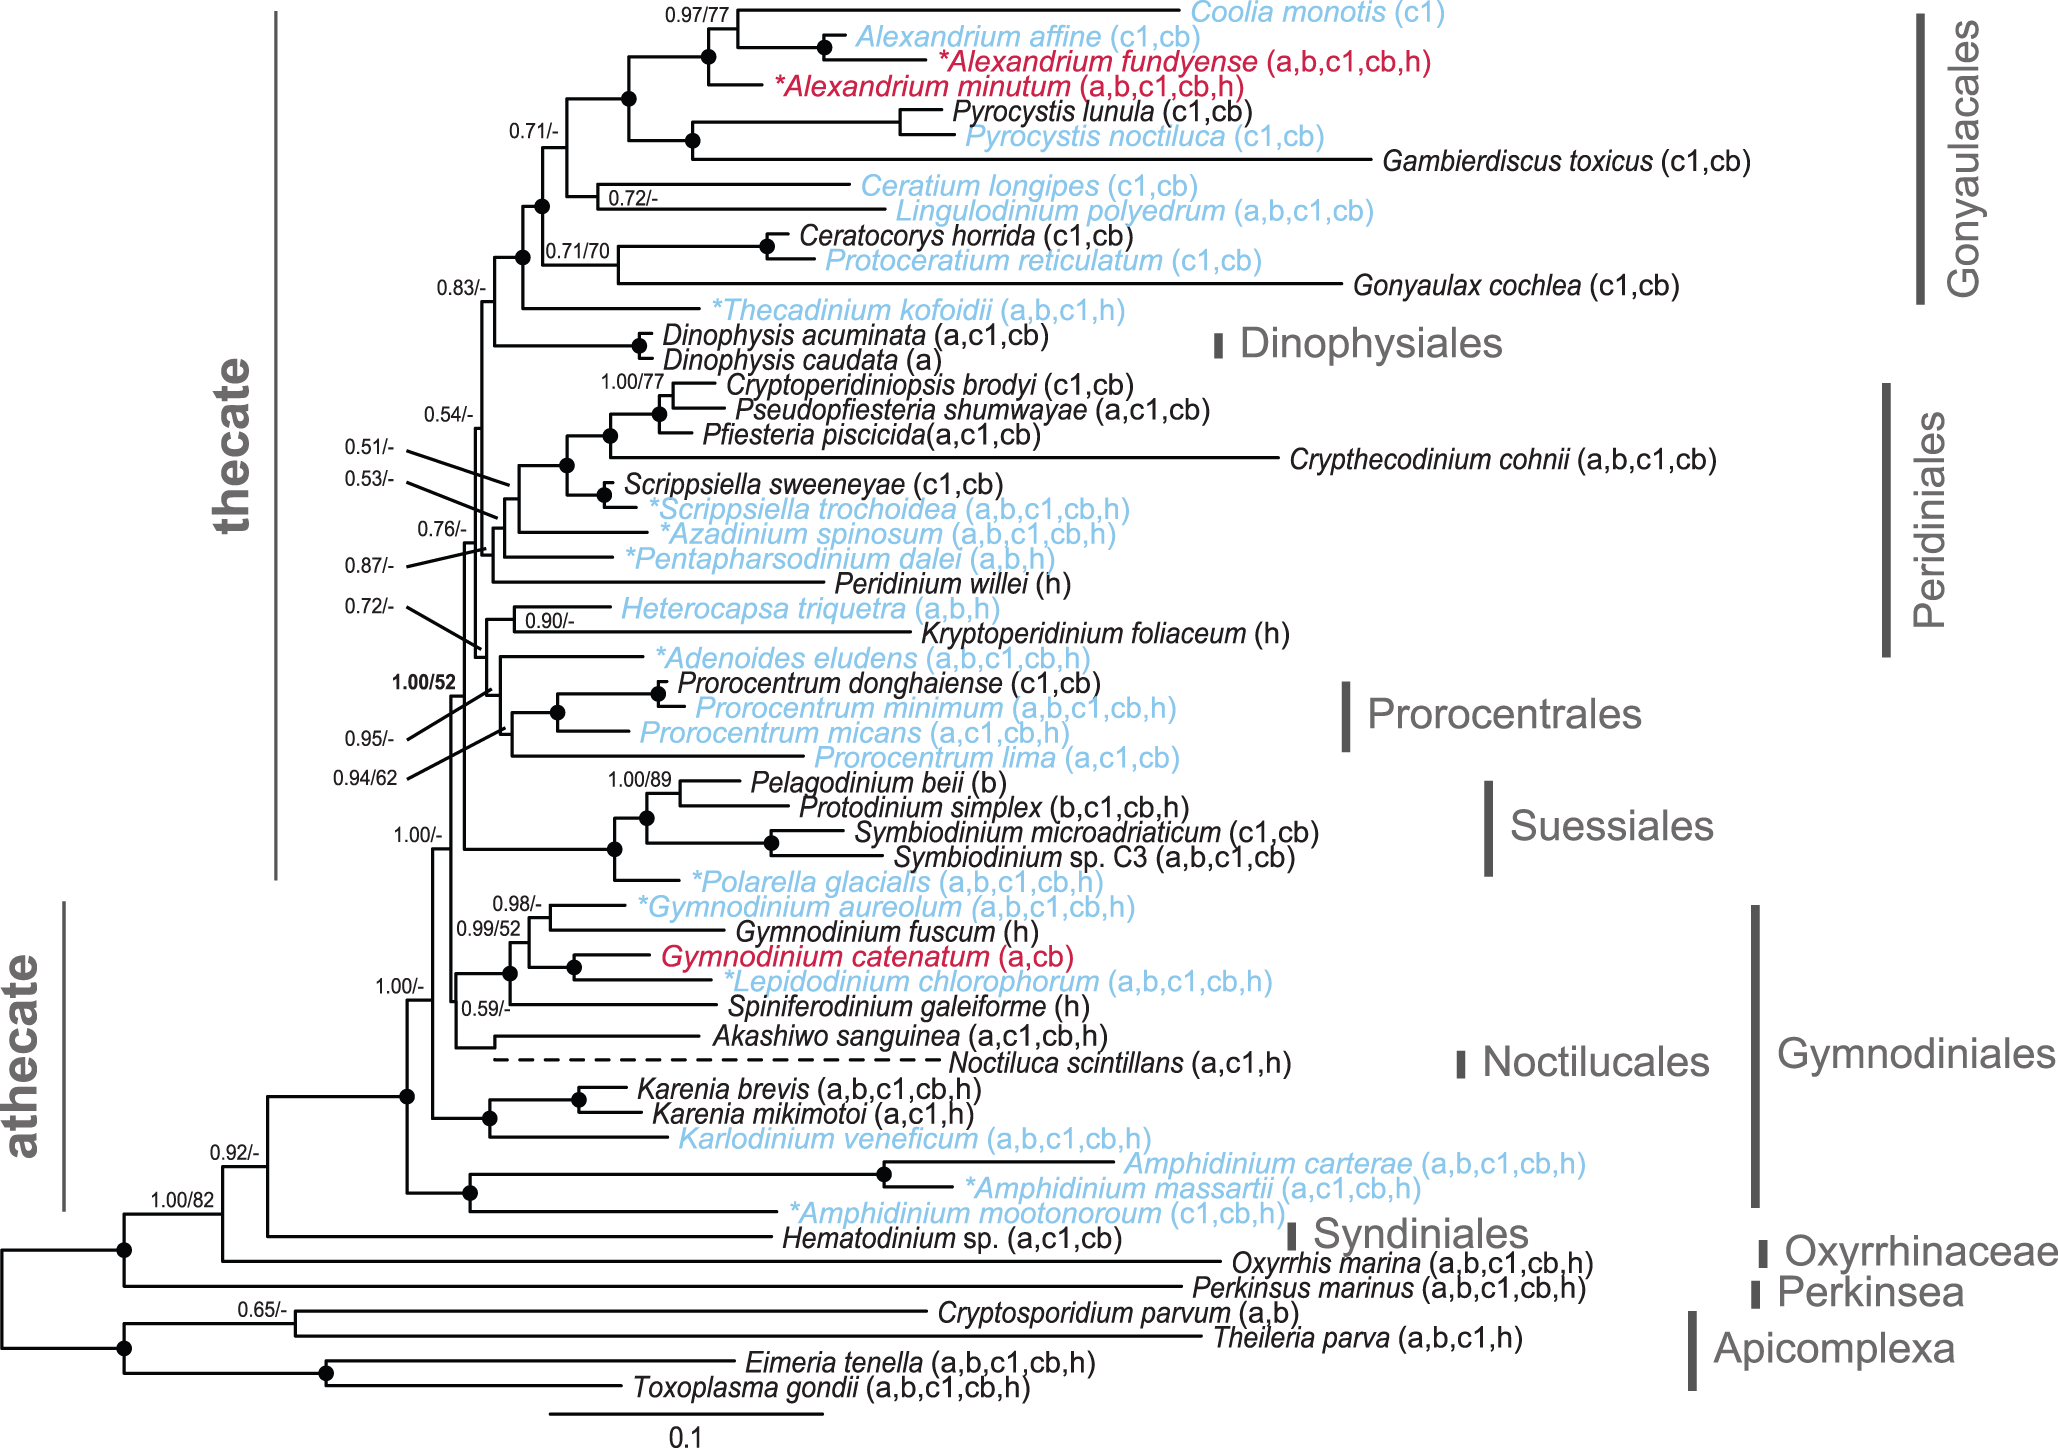 0.97/77
Coolia monotis (c1)
Alexandrium affine (c1,cb)
*Alexandrium fundyense (a,b,c1,cb,h)
*Alexandrium minutum (a,b,c1,cb,h)
Pyrocystis lunula (c1,cb)
0.71/-
Pyrocystis noctiluca (c1,cb)
Gambierdiscus toxicus (c1,cb)
Gonyaulacales
Ceratium longipes (c1,cb)
0.72/-
Lingulodinium polyedrum (a,b,c1,cb)
Ceratocorys horrida (c1,cb)
0.71/70
Protoceratium reticulatum (c1,cb)
Gonyaulax cochlea (c1,cb)
0.83/-
*Thecadinium kofoidii (a,b,c1,h)
Dinophysis acuminata (a,c1,cb)
Dinophysiales
Dinophysis caudata (a)
1.00/77
Cryptoperidiniopsis brodyi (c1,cb)
Pseudopfiesteria shumwayae (a,c1,cb)
0.54/-
Pfiesteria piscicida(a,c1,cb)
thecate
0.51/-
Crypthecodinium cohnii (a,b,c1,cb)
0.53/-
Scrippsiella sweeneyae (c1,cb)
*Scrippsiella trochoidea (a,b,c1,cb,h)
Peridiniales
0.76/-
*Azadinium spinosum (a,b,c1,cb,h)
0.87/-
*Pentapharsodinium dalei (a,b,h)
Peridinium willei (h)
0.72/-
Heterocapsa triquetra (a,b,h)
0.90/-
Kryptoperidinium foliaceum (h)
*Adenoides eludens (a,b,c1,cb,h)
1.00/52
Prorocentrum donghaiense (c1,cb)
Prorocentrum minimum (a,b,c1,cb,h)
Prorocentrales
0.95/-
Prorocentrum micans (a,c1,cb,h)
Prorocentrum lima (a,c1,cb)
0.94/62
1.00/89
Pelagodinium beii (b)
Protodinium simplex (b,c1,cb,h)
Suessiales
1.00/-
Symbiodinium microadriaticum (c1,cb)
Symbiodinium sp. C3 (a,b,c1,cb)
*Polarella glacialis (a,b,c1,cb,h)
0.98/-
*Gymnodinium aureolum (a,b,c1,cb,h)
0.99/52
Gymnodinium fuscum (h)
Gymnodinium catenatum (a,cb)
*Lepidodinium chlorophorum (a,b,c1,cb,h)
1.00/-
0.59/-
Spiniferodinium galeiforme (h)
Akashiwo sanguinea (a,c1,cb,h)
Noctiluca scintillans (a,c1,h)
Noctilucales
Gymnodiniales
athecate
Karenia brevis (a,b,c1,cb,h)
Karenia mikimotoi (a,c1,h)
Karlodinium veneficum (a,b,c1,cb,h)
0.92/-
Amphidinium carterae (a,b,c1,cb,h)
*Amphidinium massartii (a,c1,cb,h)
1.00/82
*Amphidinium mootonoroum (c1,cb,h)
Hematodinium sp. (a,c1,cb)
Syndiniales
Oxyrrhis marina (a,b,c1,cb,h)
Oxyrrhinaceae
Perkinsus marinus (a,b,c1,cb,h)
Perkinsea
0.65/-
Cryptosporidium parvum (a,b)
Theileria parva (a,b,c1,h)
Apicomplexa
Eimeria tenella (a,b,c1,cb,h)
Toxoplasma gondii (a,b,c1,cb,h)
0.1